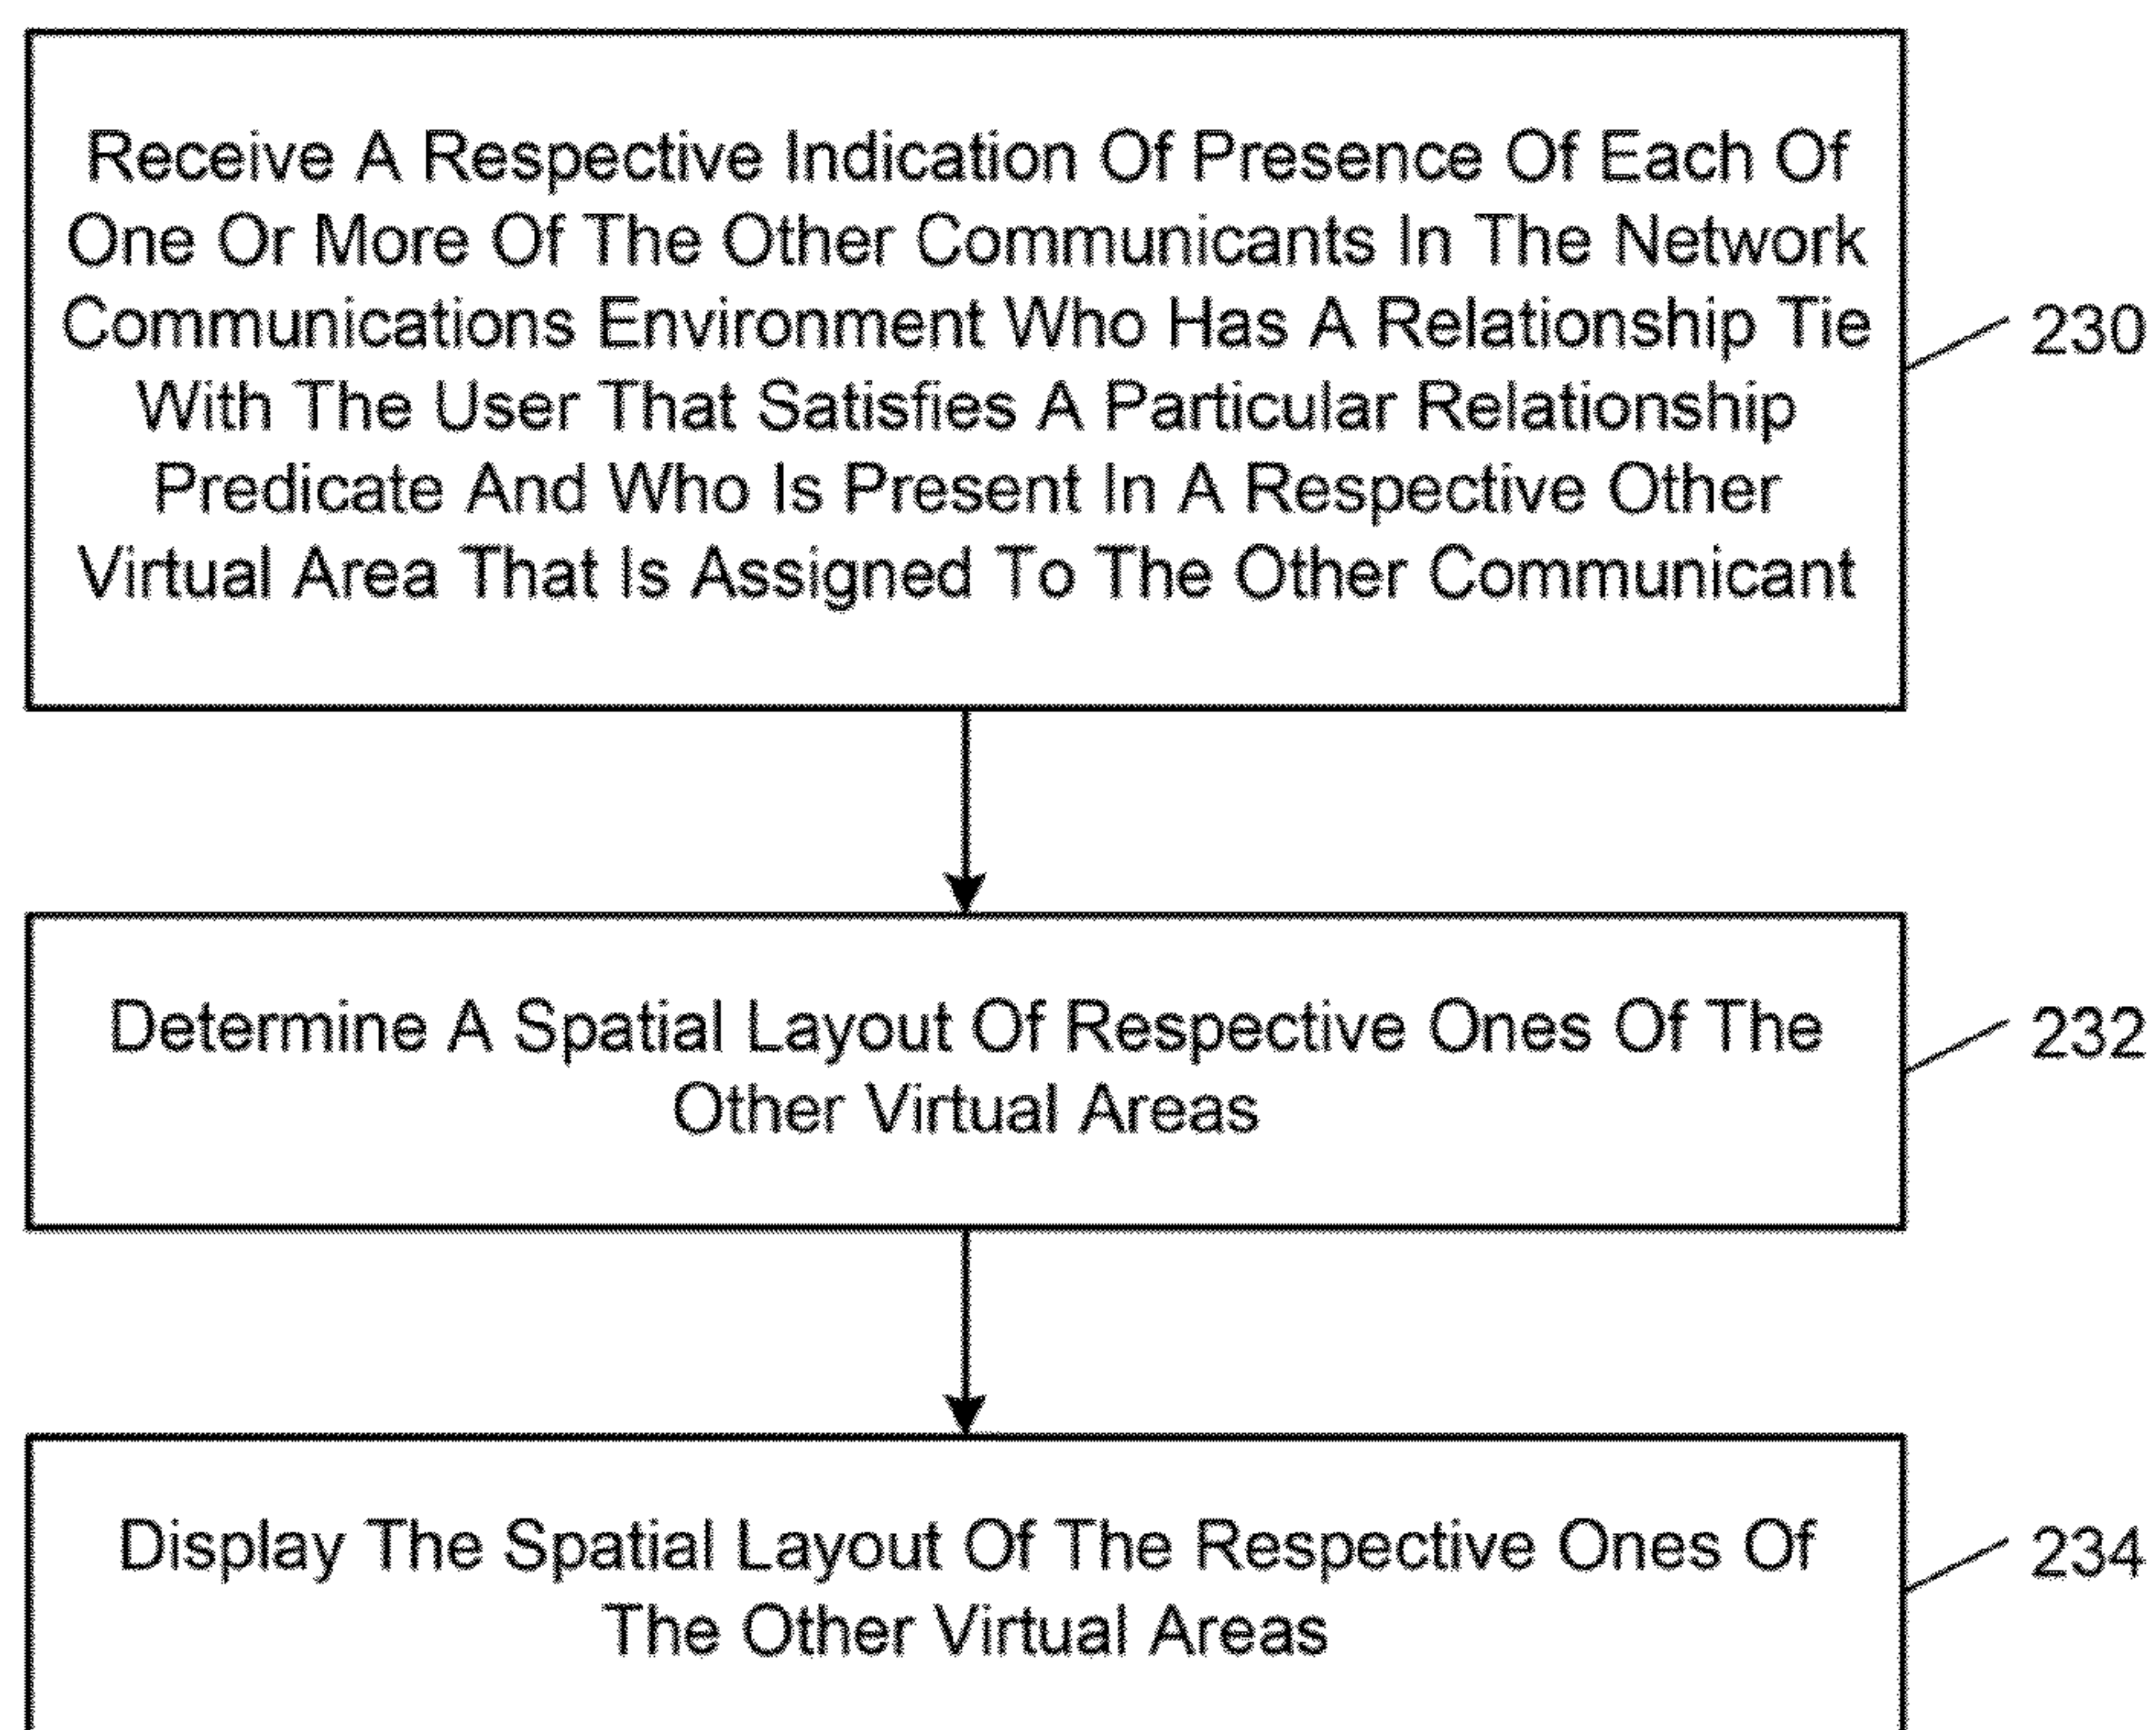 Receive A Respective Indication Of Presence Of Each Of
One Or More Of The Other Communicants In The Network
Communications Environment Who Has A Relationship Tie
With The User That Satisfies A Particular Relationship
Predicate And Who Is Present In A Respective Other
Virtual Area That Is Assigned To The Other Communicant
230
Determine A Spatial Layout Of Respective Ones Of The
Other Virtual Areas
232
Display The Spatial Layout Of The Respective Ones Of
The Other Virtual Areas
234